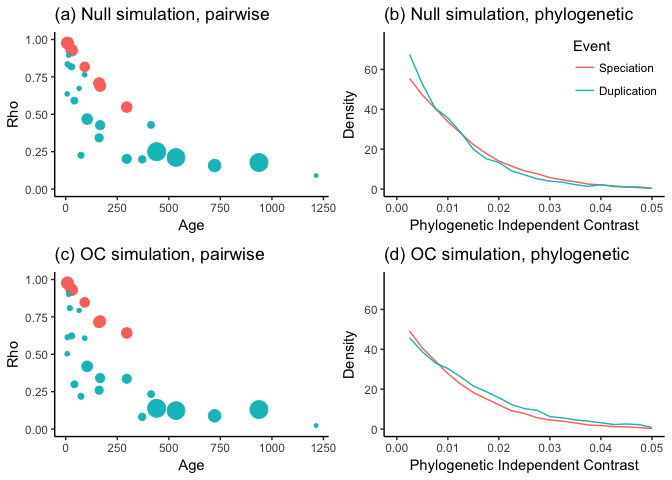 (a) Null simulation, pairwise
1.00
0.75
0.50
0.25
0.00
Rho
0 250 500 750 1000 1250
Age
(b) Null simulation, phylogenetic
Event
Speciation
Duplication
60
40
20
0
Density
0.00 0.01 0.02 0.03 0.04 0.05
Phylogenetic Independent Contrast
(c) OC simulation, pairwise
1.00
0.75
0.50
0.25
0.00
Rho
0 250 500 750 1000 1250
Age
(d) OC simulation, phylogenetic
60
40
20
0
Density
0.00 0.01 0.02 0.03 0.04 0.05
Phylogenetic Independent Contrast